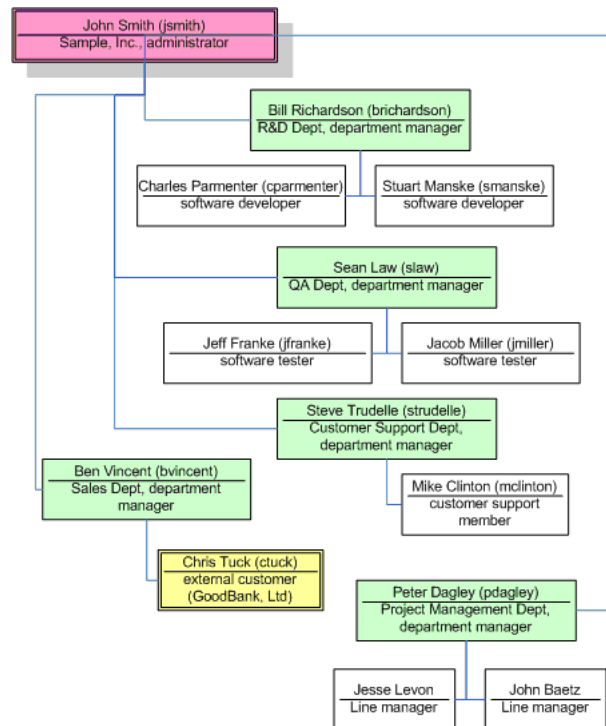 John Smith (jsmith)
Sample, Inc., administrator
Bill Richardson (brichardson)
R&D Dept, department manager
Charles Parmenter (cparmenter)
software developer
Stuart Manske (smanske)
software developer
Sean Law (slaw)
QA Dept, department manager
Jeff Franke (jfranke)
software tester
Jacob Miller (jmiller)
software tester
Steve Trudelle (strudelle)
Customer Support Dept,
department manager
Ben Vincent (bvincent)
Sales Dept, department
manager
Mike Clinton (mclinton)
customer support
member
Chris Tuck (ctuck)
external customer
(GoodBank, Ltd)
Peter Dagley (pdagley)
Project Management Dept,
department manager
Jesse Levon
Line manager
John Baetz
Line manager